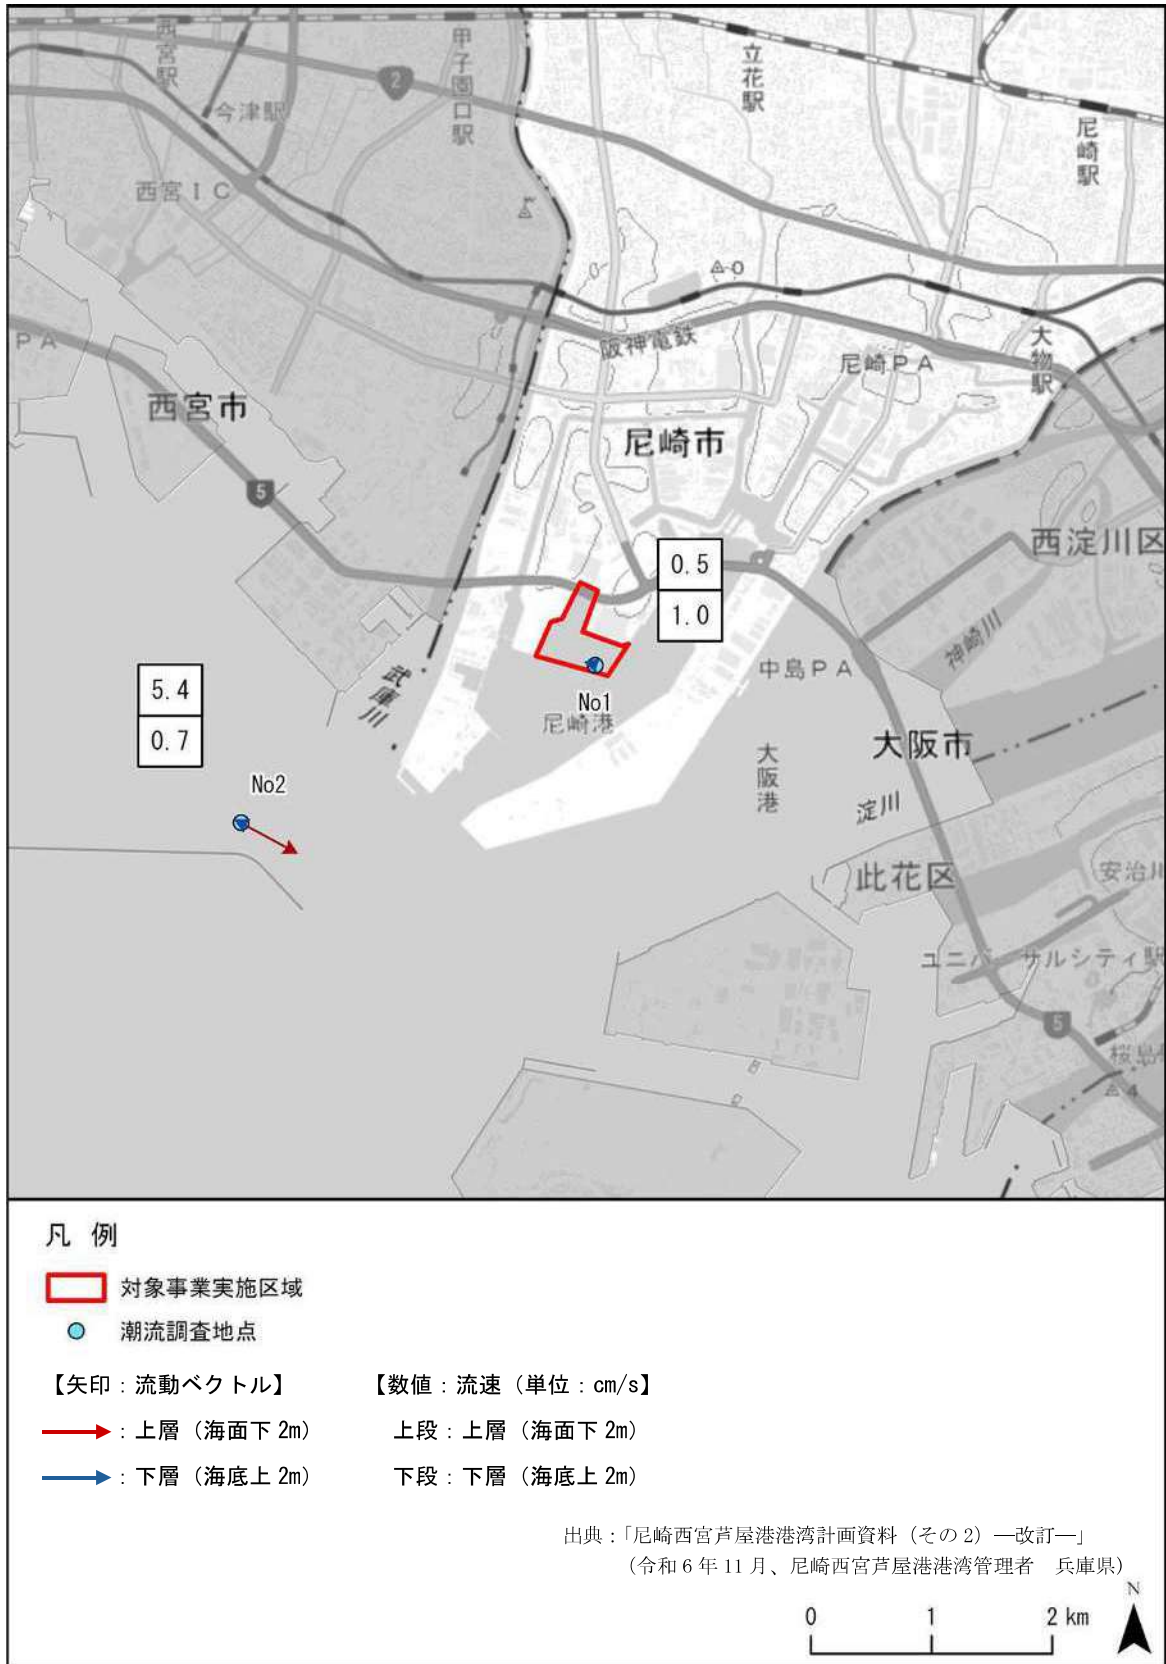 西宮駅
甲子園口駅
立花駅
2
今津駅
尼崎駅
西宮IC
0
阪神電鉄
PA
尼崎PA
大物駅
西宮市
尼崎市
5
西淀川区
0.5
1.0
神崎川
中島PA
武庫川
No1
尼崎港
5.4
0.7
大阪市
大阪港
No2
淀川
此花区
安治川
ユニバーサルシティ駅
5
桜島
4
凡 例
対象事業実施区域
潮流調査地点
【矢印:流動ベクトル】 【数値:流速(単位:cm/s】
:上層(海面下 2m) 上段:上層(海面下 2m)
:下層(海底上 2m) 下段:下層(海底上 2m)
出典:「尼崎西宮芦屋港港湾計画資料(その 2)―改訂―」
(令和 6 年 11 月、尼崎西宮芦屋港港湾管理者 兵庫県)
N
0 1 2 km